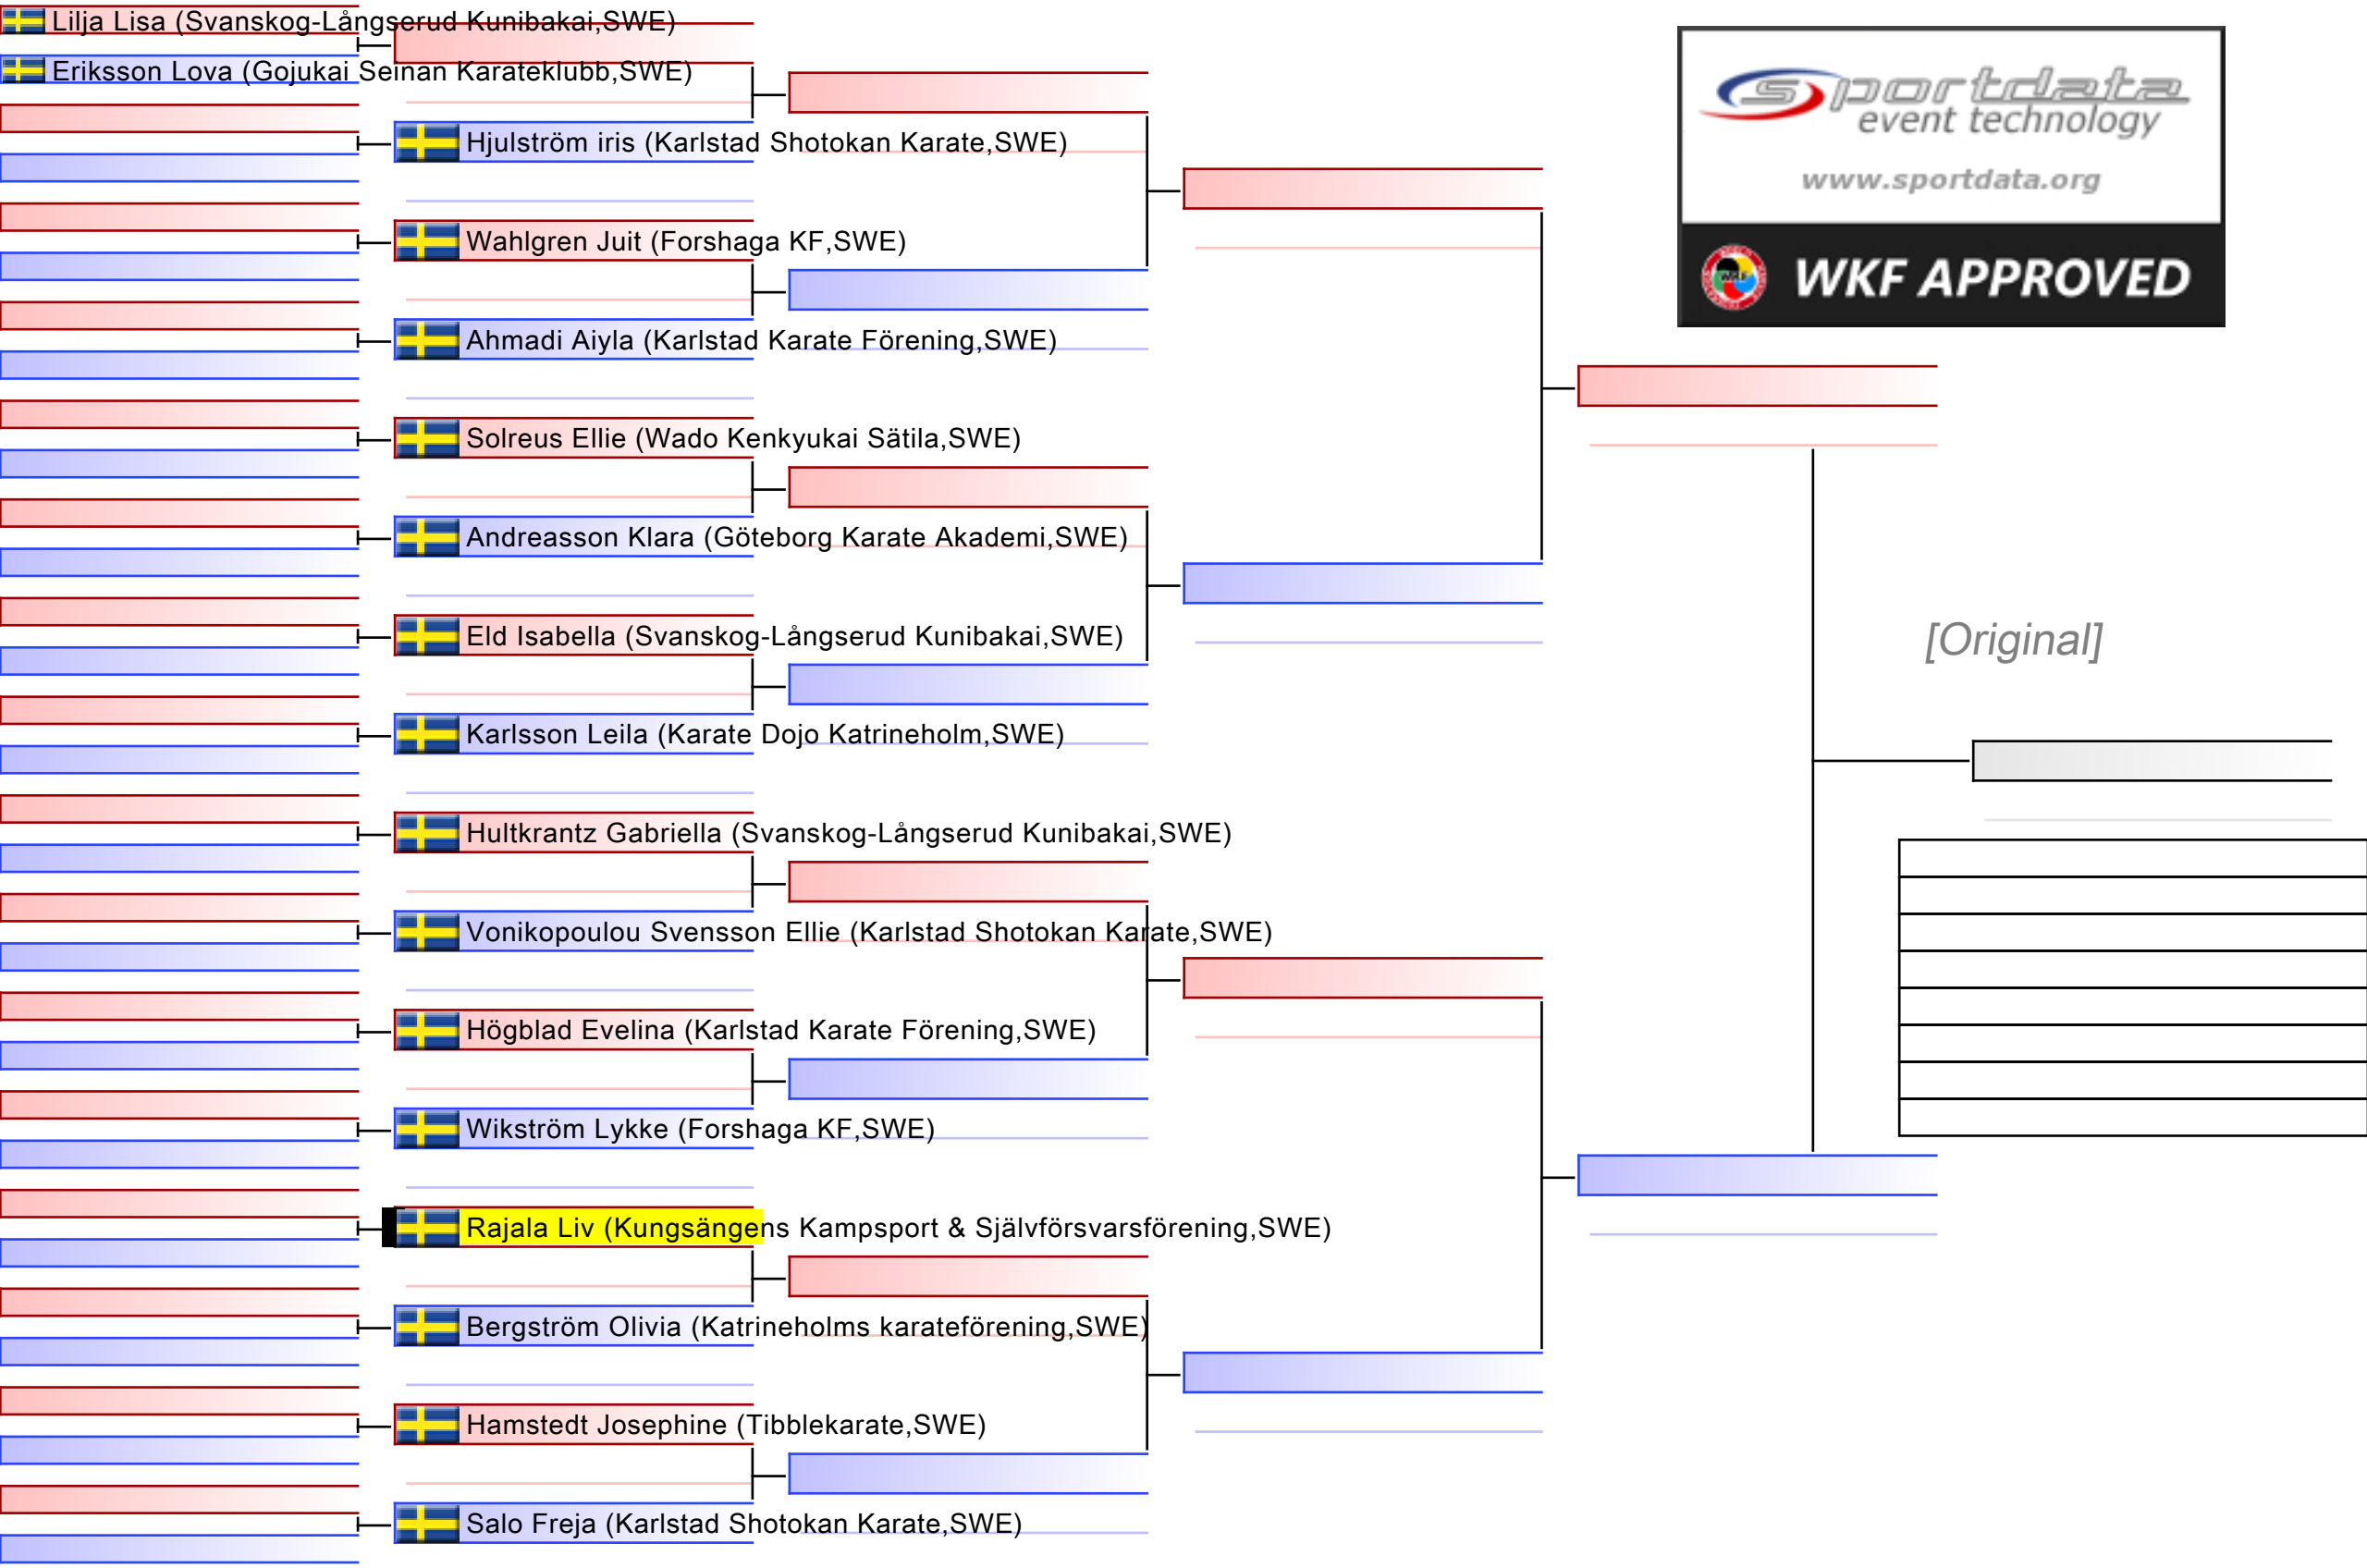 Lilja Lisa (Svanskog-Långserud Kunibakai,SWE)
Eriksson Lova (Gojukai Seinan Karateklubb,SWE)
Hjulström iris (Karlstad Shotokan Karate,SWE)
Wahlgren Juit (Forshaga KF,SWE)
Ahmadi Aiyla (Karlstad Karate Förening,SWE)
Solreus Ellie (Wado Kenkyukai Sätila,SWE)
Andreasson Klara (Göteborg Karate Akademi,SWE)
Eld Isabella (Svanskog-Långserud Kunibakai,SWE)
Karlsson Leila (Karate Dojo Katrineholm,SWE)
Hultkrantz Gabriella (Svanskog-Långserud Kunibakai,SWE)
Vonikopoulou Svensson Ellie (Karlstad Shotokan Karate,SWE)
Högblad Evelina (Karlstad Karate Förening,SWE)
Wikström Lykke (Forshaga KF,SWE)
Rajala Liv (Kungsängens Kampsport & Självförsvarsförening,SWE)
Bergström Olivia (Katrineholms karateförening,SWE)
Hamstedt Josephine (Tibblekarate,SWE)
Salo Freja (Karlstad Shotokan Karate,SWE)
sportdata
event technology
www.sportdata.org
WKF
WKF APPROVED
[Original]